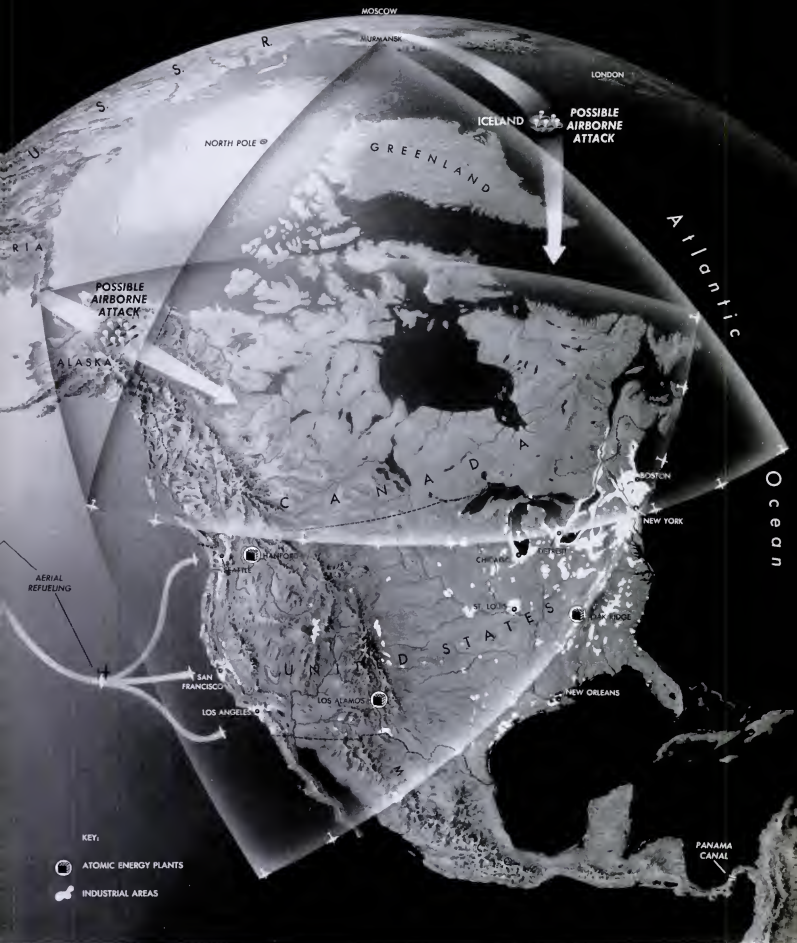 MOSCOW
MURMANSK
U. S. S. R.
LONDON
ICELAND
POSSIBLE
AIRBORNE
ATTACK
NORTH POLE
GREENLAND
Atlantic
Ocean
RIA
POSSIBLE
AIRBORNE
ATTACK
ALASKA
CANADA
BOSTON
NEW YORK
DETROIT
CHICAGO
SEATTLE
HANFORD
AERIAL
REFUELING
ST. LOUIS
OAK RIDGE
UNITED STATES
SAN
FRANCISCO
LOS ANGELES
LOS ALAMOS
NEW ORLEANS
M
PANAMA
CANAL
KEY:
ATOMIC ENERGY PLANTS
INDUSTRIAL AREAS